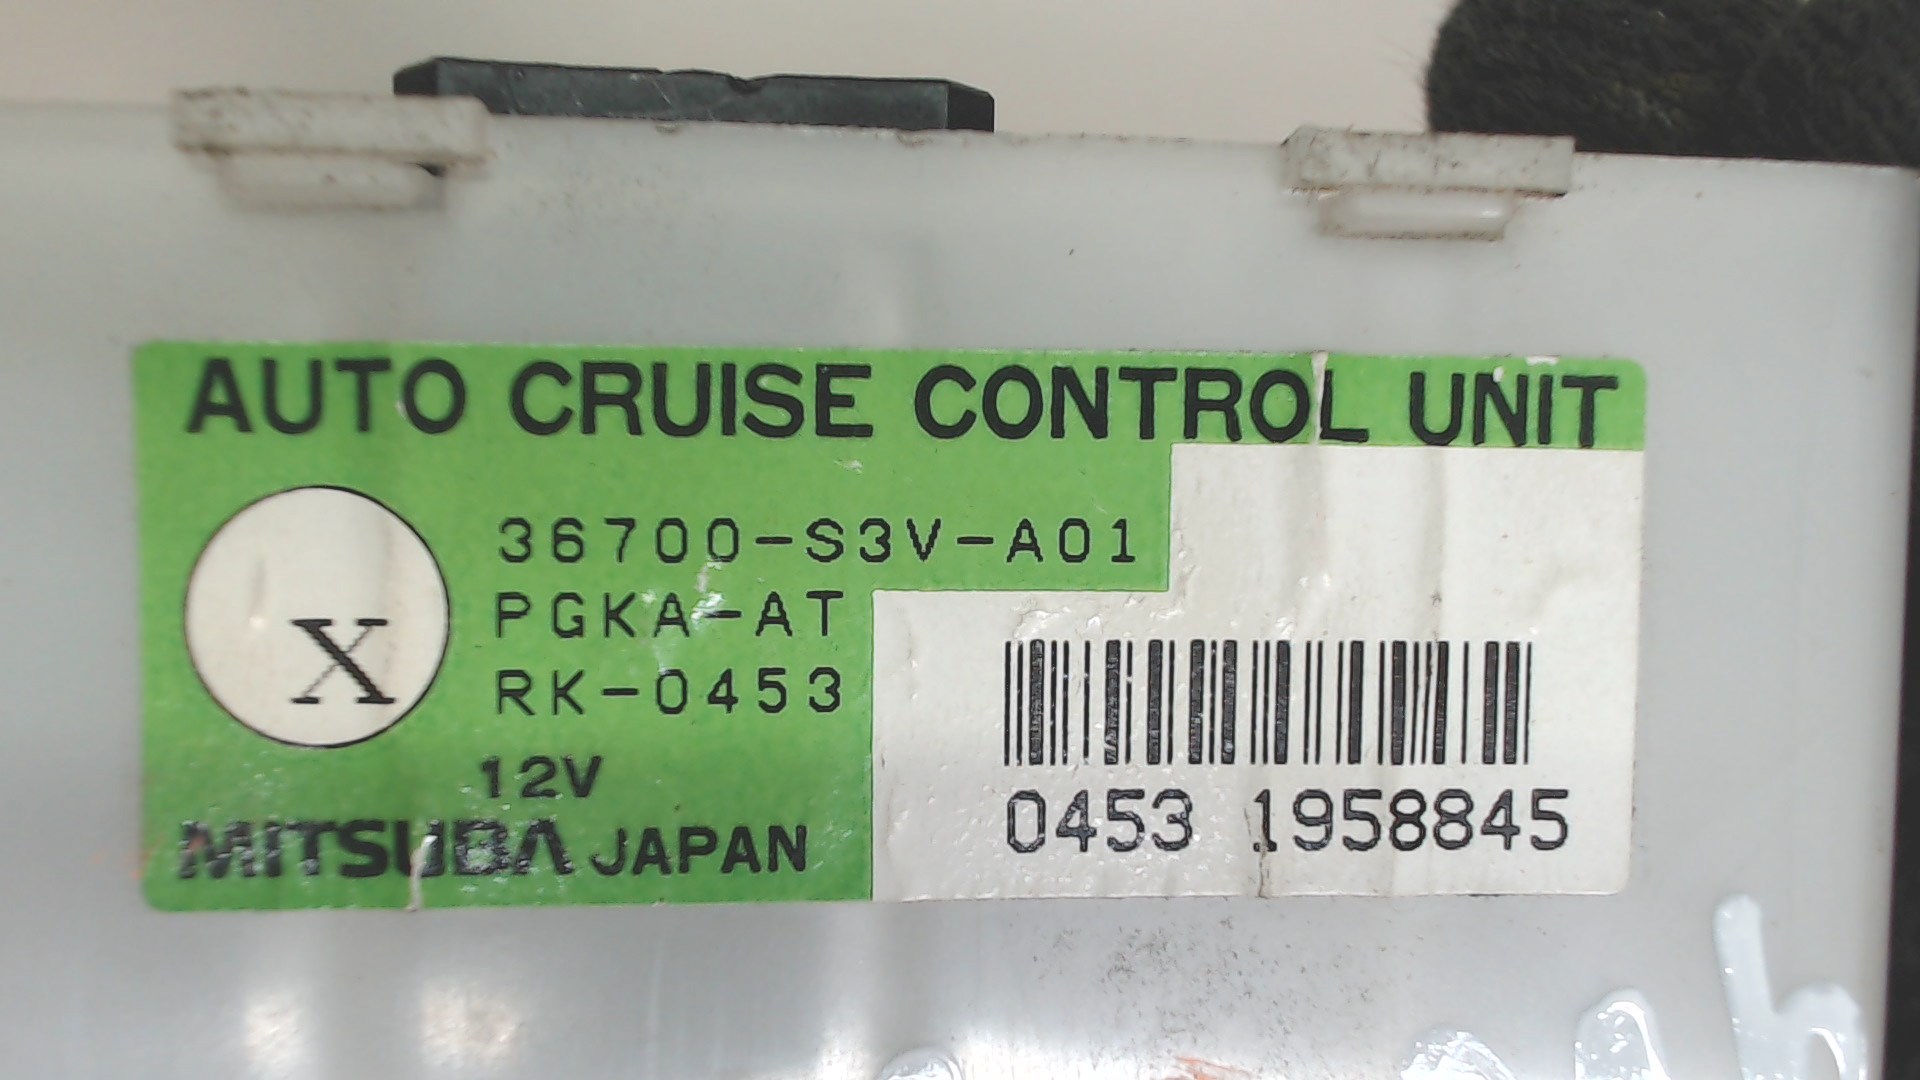 AUTO CRUISE CONTROL UNIT
X
36700-S3V-A01
PGKA-AT
RK-0453
12V
MITSUBA JAPAN
0453 1958845